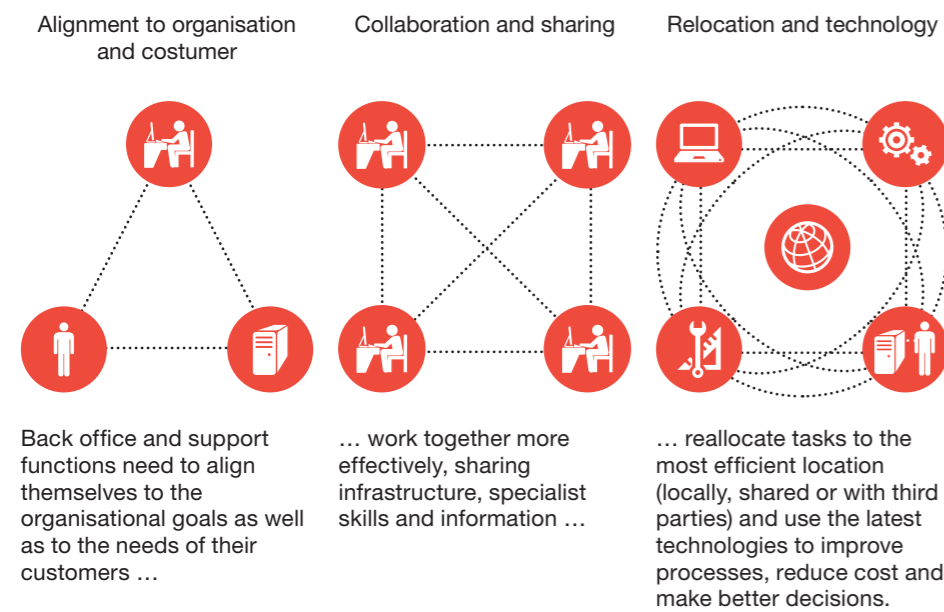 Alignment to organisation
and costumer
Collaboration and sharing
Relocation and technology
Back office and support
functions need to align
themselves to the
organisational goals as well
as to the needs of their
customers …
… work together more
effectively, sharing
infrastructure, specialist
skills and information …
… reallocate tasks to the
most efficient location
(locally, shared or with third
parties) and use the latest
technologies to improve
processes, reduce cost and
make better decisions.